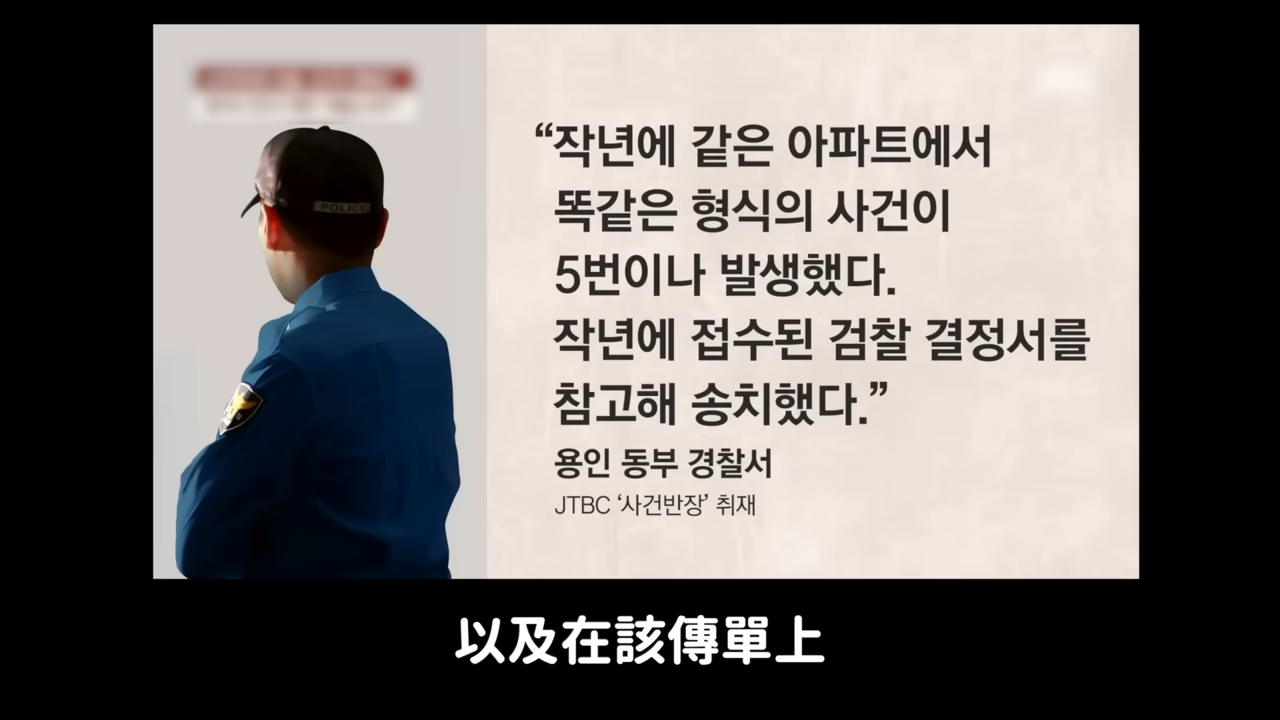 POLICE
“작년에 같은 아파트에서
똑같은 형식의 사건이
5번이나 발생했다.
작년에 접수된 검찰 결정서를
참고해 송치했다.”
용인 동부 경찰서
JTBC ‘사건반장’ 취재
以及在該傳單上